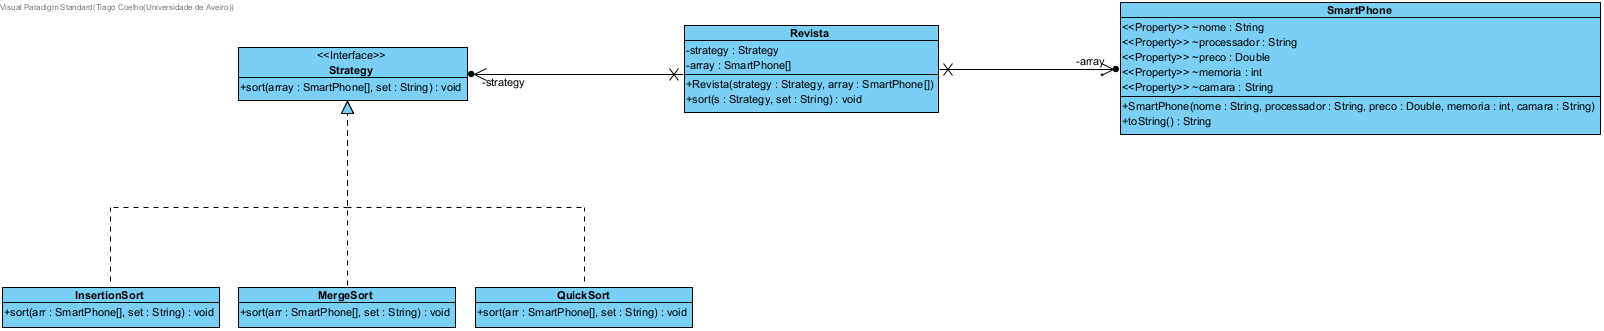 Visual Paradigm Standard(Tiago Coelho(Universidade de Aveiro))
<<Interface>>
Strategy
+sort(array : SmartPhone[], set : String) : void
-strategy
Revista
-strategy : Strategy
-array : SmartPhone[]
+Revista(strategy : Strategy, array : SmartPhone[])
+sort(s : Strategy, set : String) : void
-array
SmartPhone
<<Property>> ~nome : String
<<Property>> ~processador : String
<<Property>> ~preco : Double
<<Property>> ~memoria : int
<<Property>> ~camara : String
+SmartPhone(nome : String, processador : String, preco : Double, memoria : int, camara : String)
+toString() : String
InsertionSort
+sort(arr : SmartPhone[], set : String) : void
MergeSort
+sort(arr : SmartPhone[], set : String) : void
QuickSort
+sort(arr : SmartPhone[], set : String) : void